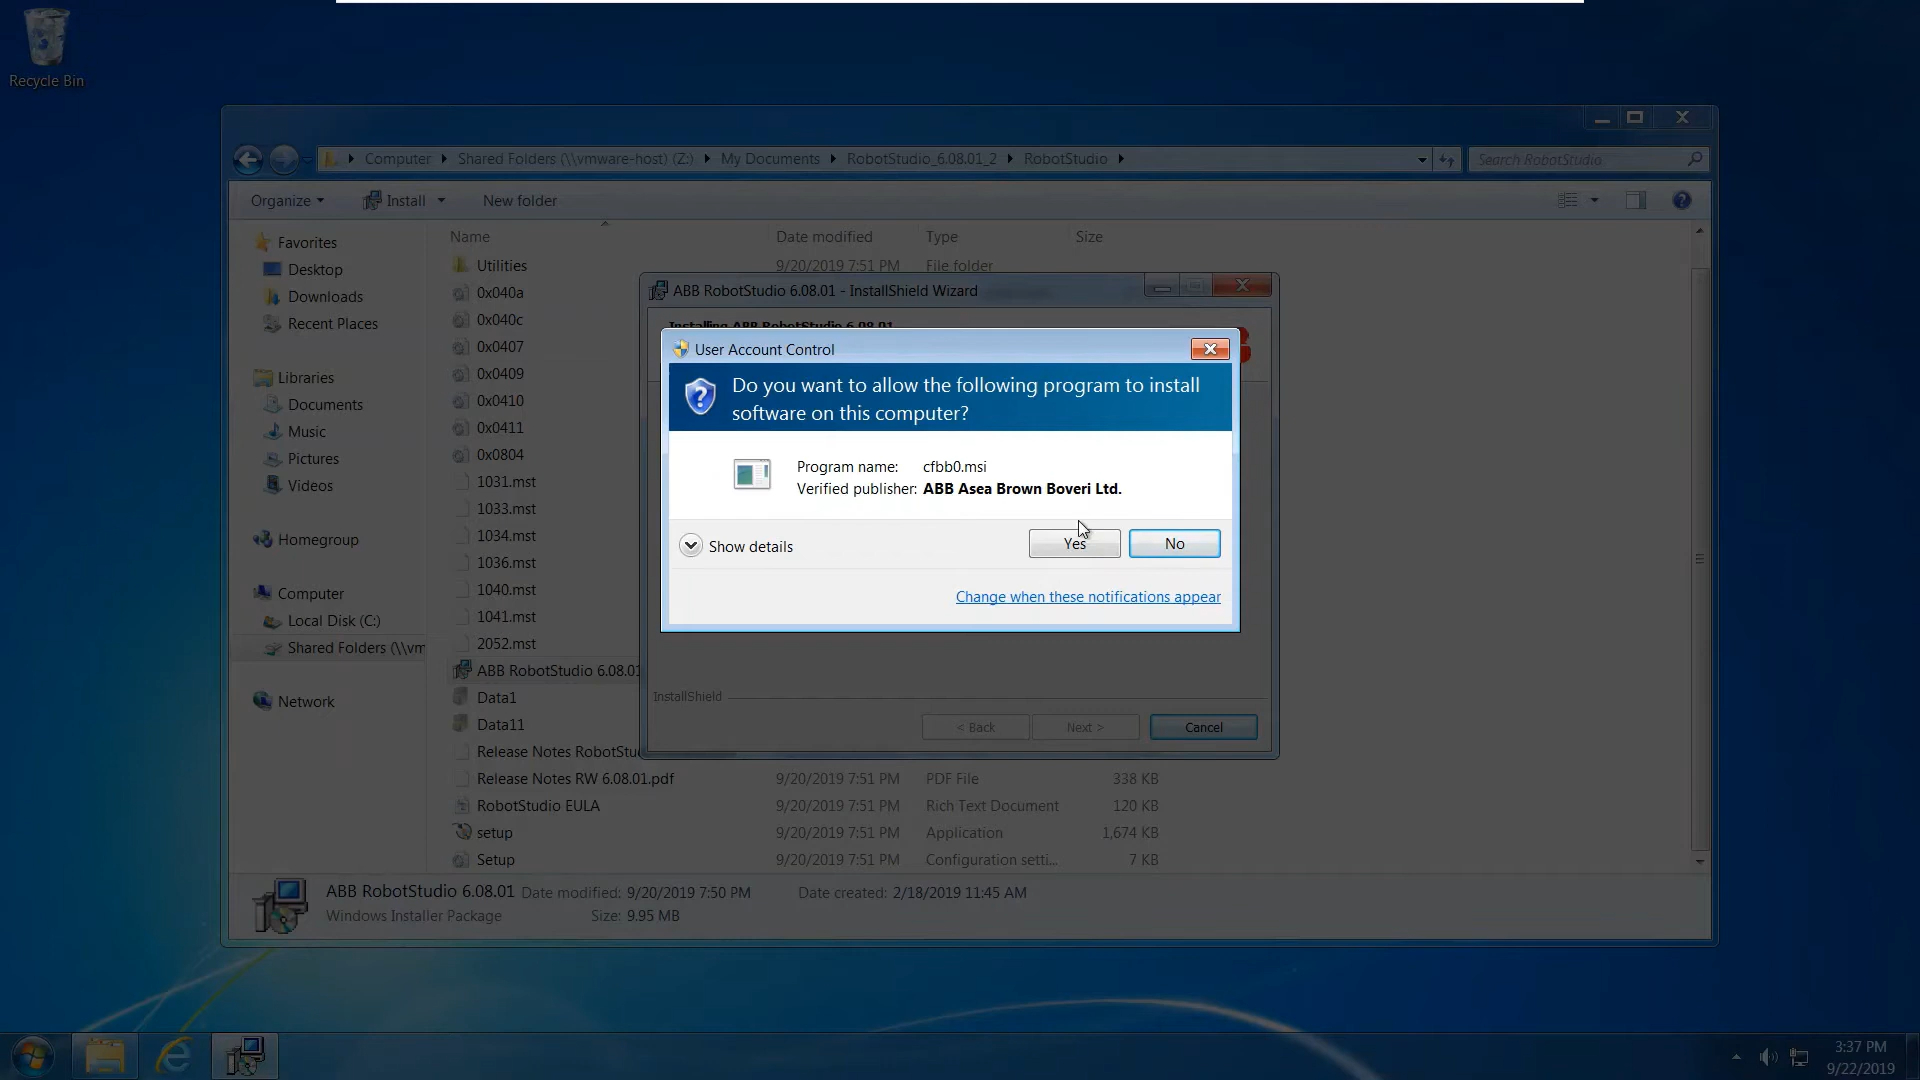 Recycle Bin
Computer Shared Folders (\\vmware-host) (Z:) My Documents RobotStudio_6.08.01_2 RobotStudio
Search RobotStudio
Organize Install New folder
Name Date modified Type Size
Favorites
Desktop
Downloads
Recent Places
Libraries
Documents
Music
Pictures
Videos
Homegroup
Computer
Local Disk (C:)
Shared Folders (\\vm
Network
Utilities 9/20/2019 7:51 PM File folder
0x040a
0x040c
0x0407
0x0409
0x0410
0x0411
0x0804
1031.mst
1033.mst
1034.mst
1036.mst
1040.mst
1041.mst
2052.mst
ABB RobotStudio 6.08.01
Data1
Data11
Release Notes RobotStu
Release Notes RW 6.08.01.pdf 9/20/2019 7:51 PM PDF File 338 KB
RobotStudio EULA 9/20/2019 7:51 PM Rich Text Document 120 KB
setup 9/20/2019 7:51 PM Application 1,674 KB
Setup 9/20/2019 7:51 PM Configuration setti... 7 KB
ABB RobotStudio 6.08.01 - InstallShield Wizard
Installing ABB RobotStudio 6.08.01
User Account Control
Do you want to allow the following program to install
software on this computer?
Program name: cfbb0.msi
Verified publisher: ABB Asea Brown Boveri Ltd.
Show details
Yes No
Change when these notifications appear
InstallShield
< Back Next > Cancel
ABB RobotStudio 6.08.01 Date modified: 9/20/2019 7:50 PM Date created: 2/18/2019 11:45 AM
Windows Installer Package Size: 9.95 MB
3:37 PM
9/22/2019